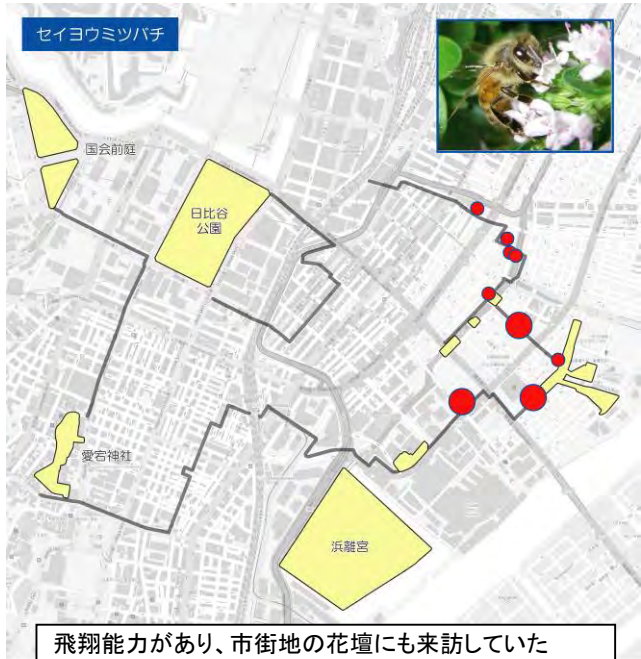 セイヨウミツバチ
国会前庭
日比谷
公園
愛宕神社
浜離宮
飛翔能力があり、市街地の花壇にも来訪していた